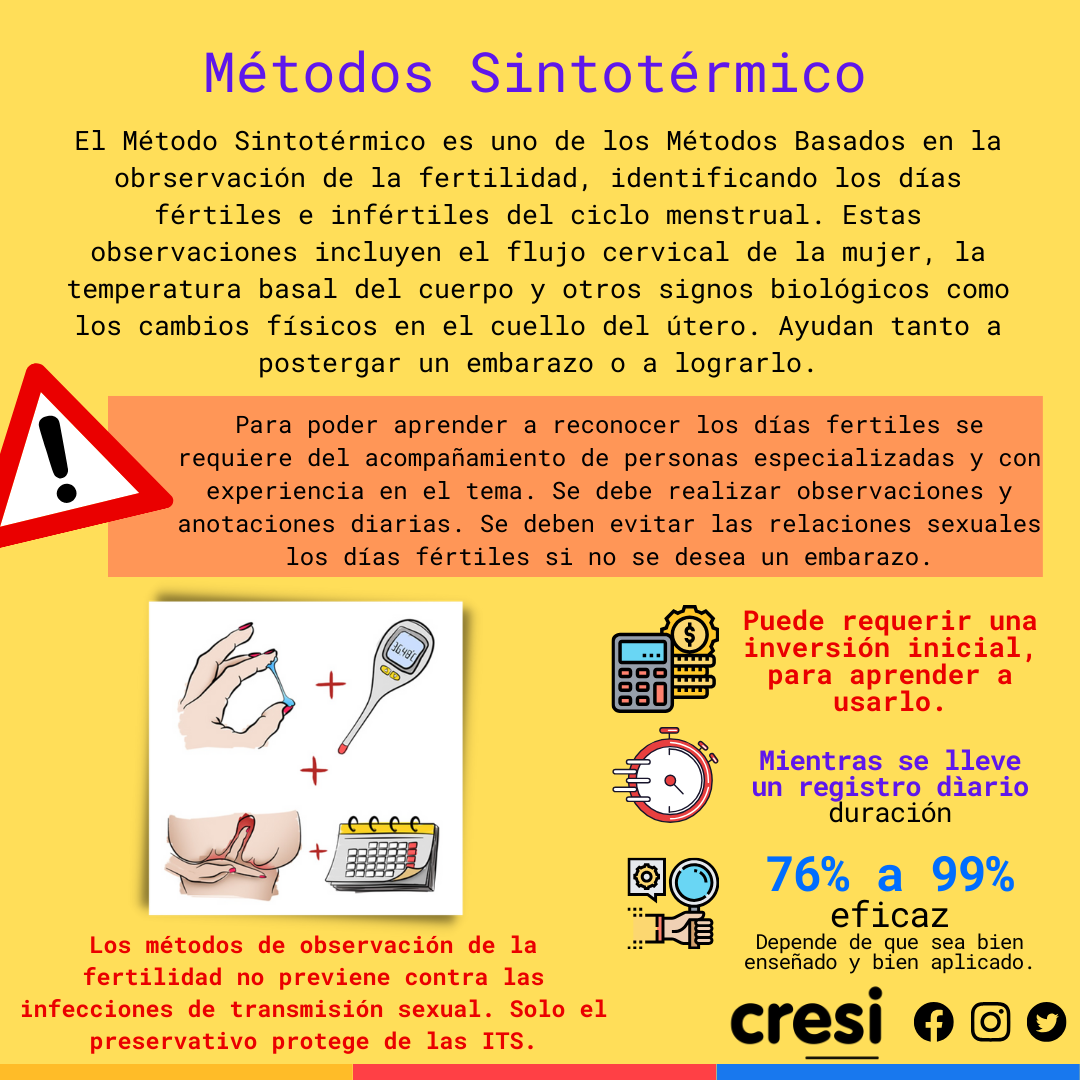 Métodos Sintotérmico
El Método Sintotérmico es uno de los Métodos Basados en la
obrservación de la fertilidad, identificando los días
fértiles e infértiles del ciclo menstrual. Estas
observaciones incluyen el flujo cervical de la mujer, la
temperatura basal del cuerpo y otros signos biológicos como
los cambios físicos en el cuello del útero. Ayudan tanto a
postergar un embarazo o a lograrlo.
Para poder aprender a reconocer los días fertiles se
requiere del acompañamiento de personas especializadas y con
experiencia en el tema. Se debe realizar observaciones y
anotaciones diarias. Se deben evitar las relaciones sexuales
los días fértiles si no se desea un embarazo.
Puede requerir una
inversión inicial,
para aprender a
usarlo.
Mientras se lleve
un registro dìario
duración
76% a 99%
eficaz
Depende de que sea bien
enseñado y bien aplicado.
Los métodos de observación de la
fertilidad no previene contra las
infecciones de transmisión sexual. Solo el
preservativo protege de las ITS.
cresi